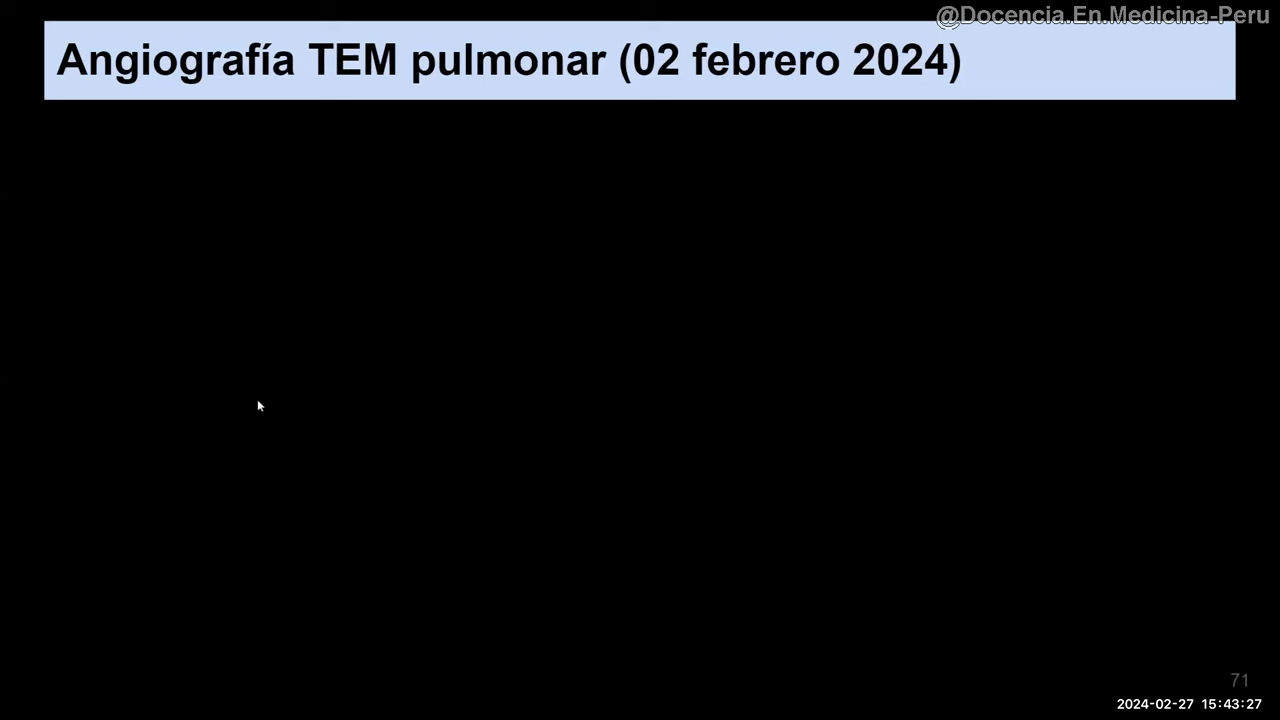 @Docencia.En.Medicina-Peru
Angiografía TEM pulmonar (02 febrero 2024)
71
2024-02-27 15:43:27